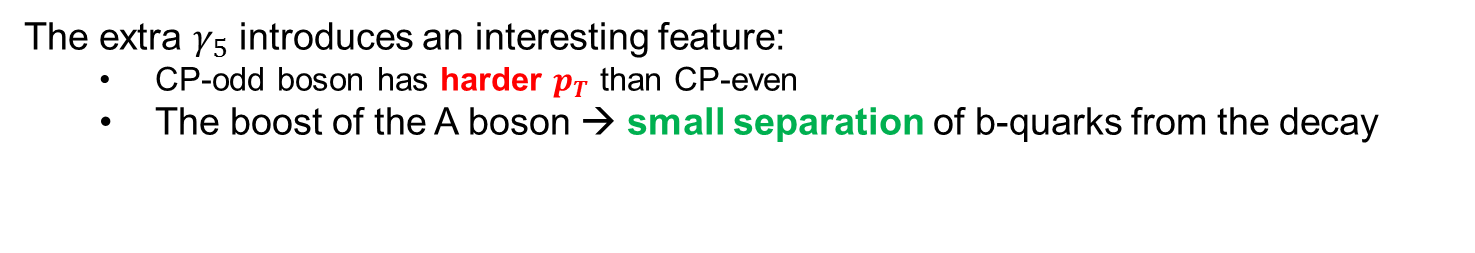 The extra γ₅ introduces an interesting feature:
• CP-odd boson has harder p_T than CP-even
• The boost of the A boson → small separation of b-quarks from the decay